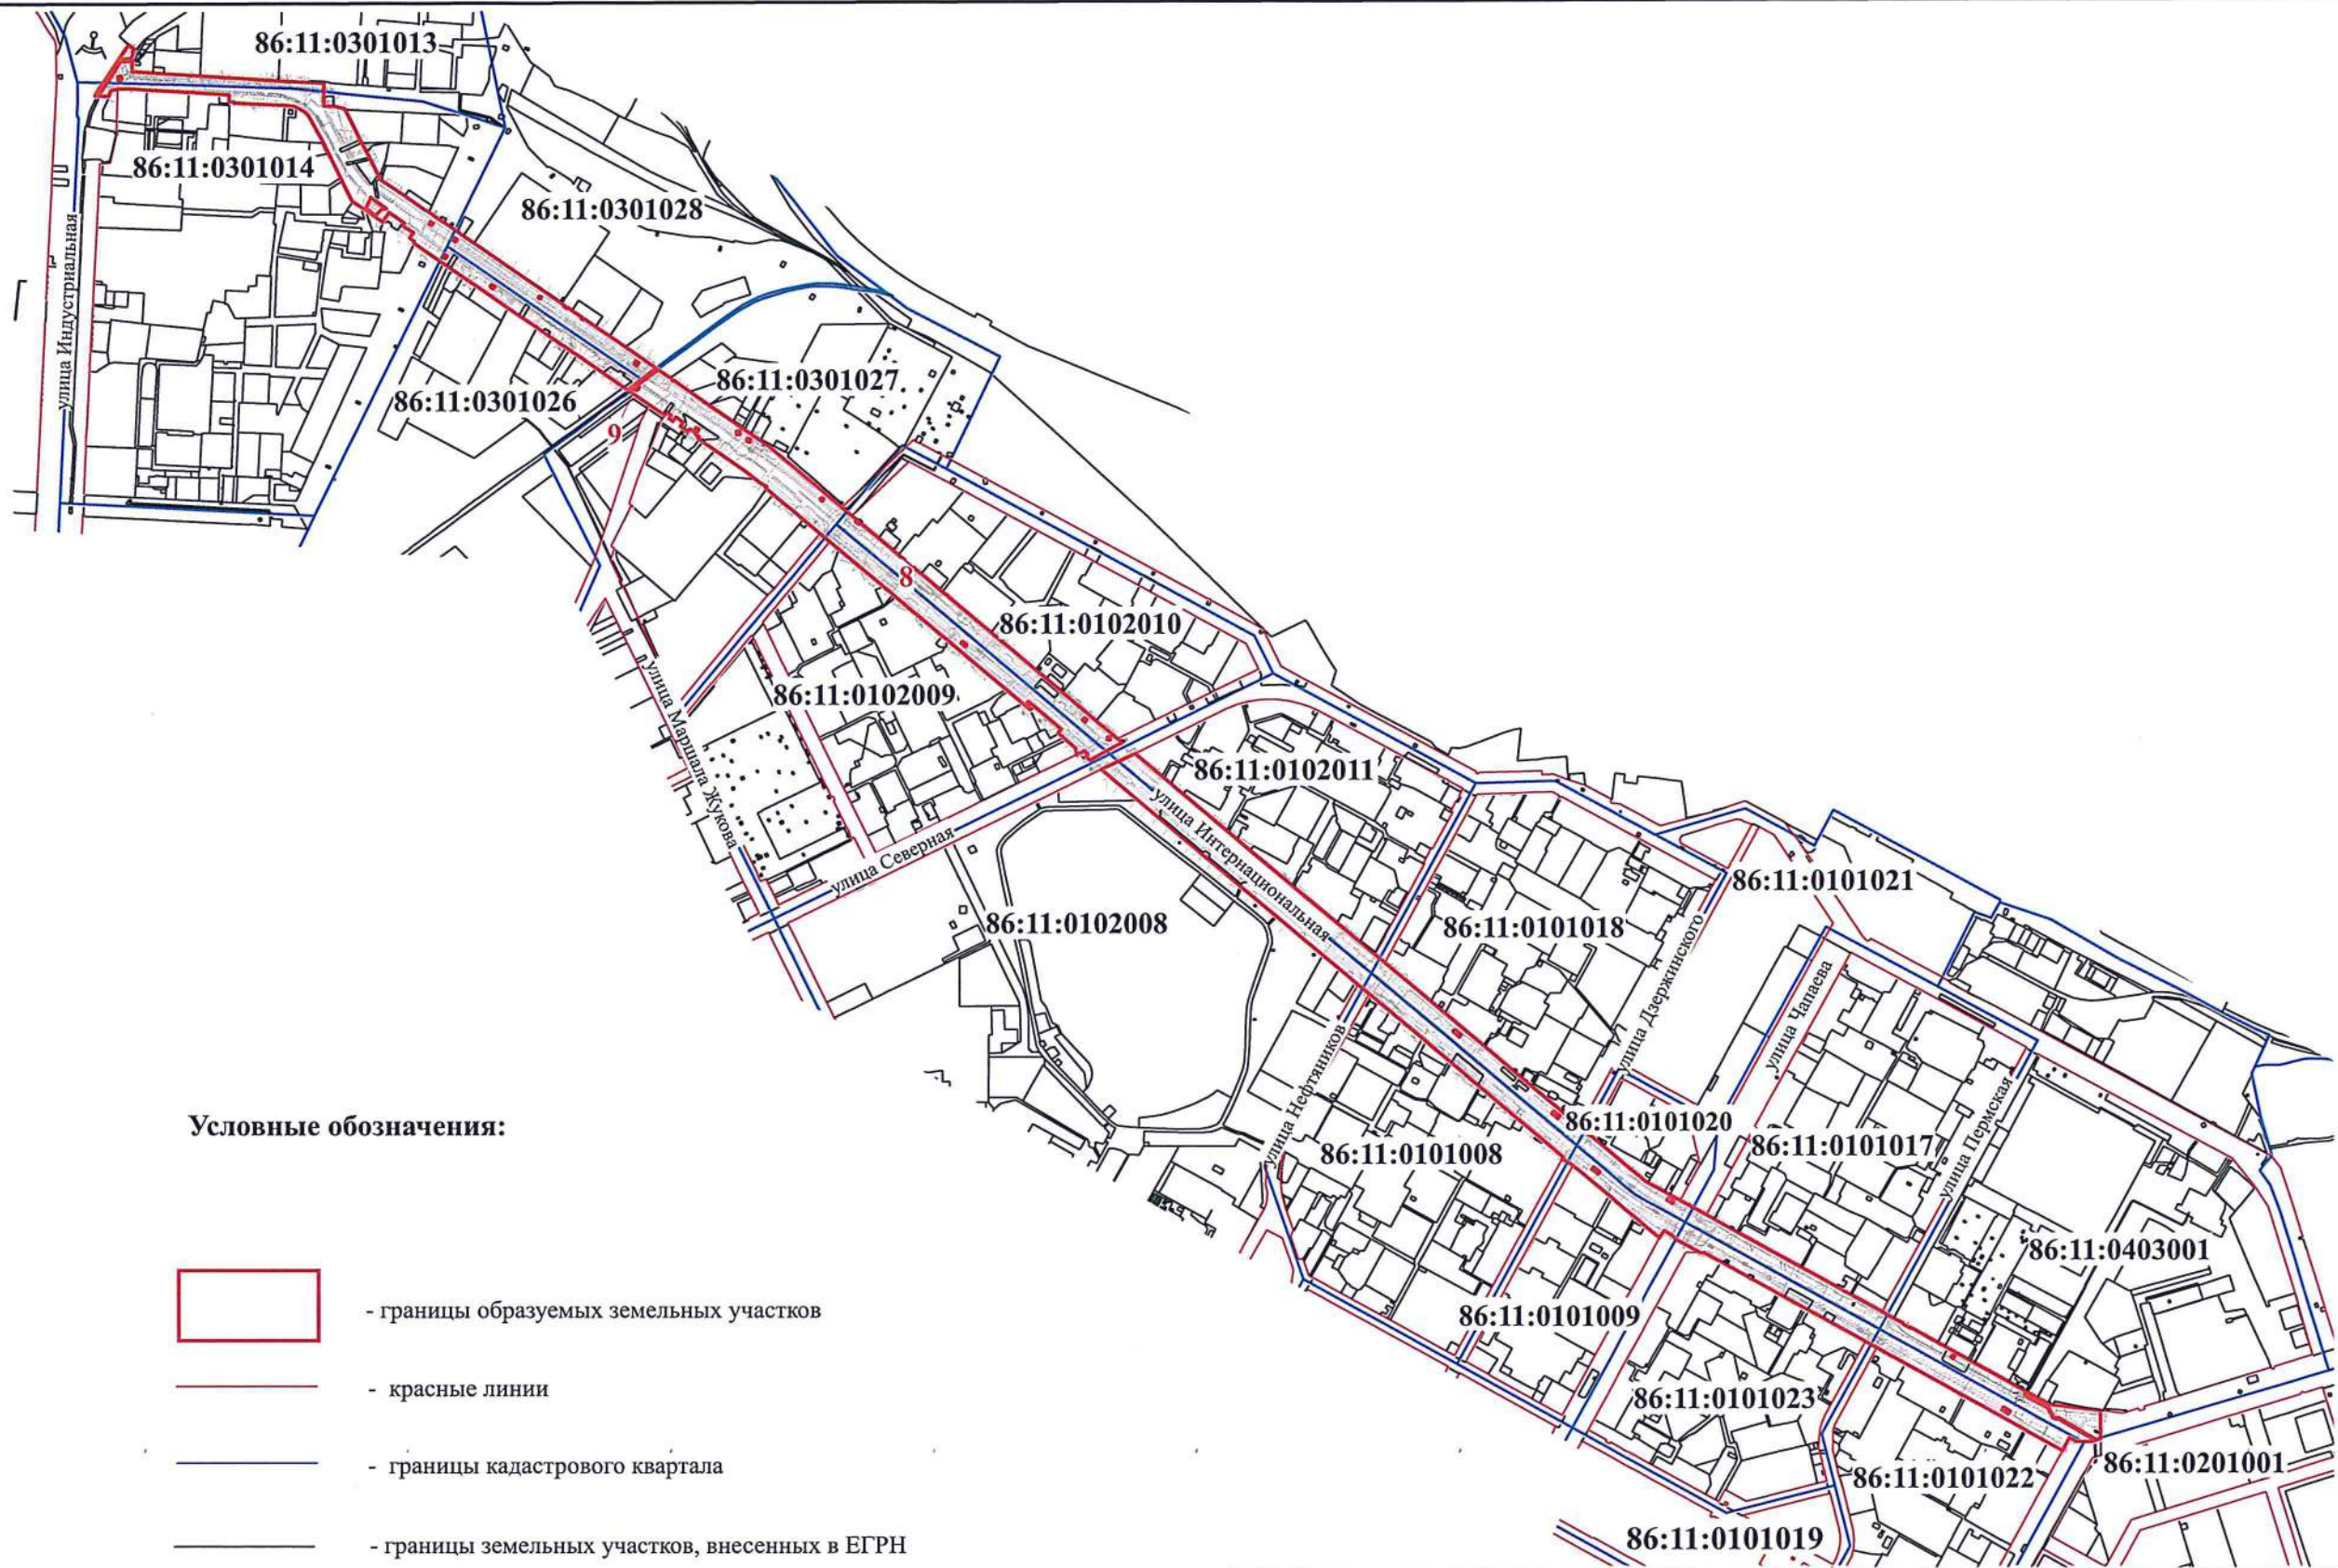 86:11:0301013
86:11:0301014
86:11:0301028
улица Индустриальная
86:11:0301027
86:11:0301026
9
8
86:11:0102010
86:11:0102009
улица Маршала Жукова
86:11:0102011
улица Интернациональная
улица Северная
86:11:0101021
86:11:0102008
86:11:0101018
улица Дзержинского
улица Чапаева
улица Нефтяников
улица Пермская
86:11:0101020
86:11:0101008
86:11:0101017
86:11:0403001
86:11:0101009
86:11:0101023
86:11:0201001
86:11:0101022
86:11:0101019
Условные обозначения:
- границы образуемых земельных участков
- красные линии
- границы кадастрового квартала
- границы земельных участков, внесенных в ЕГРН